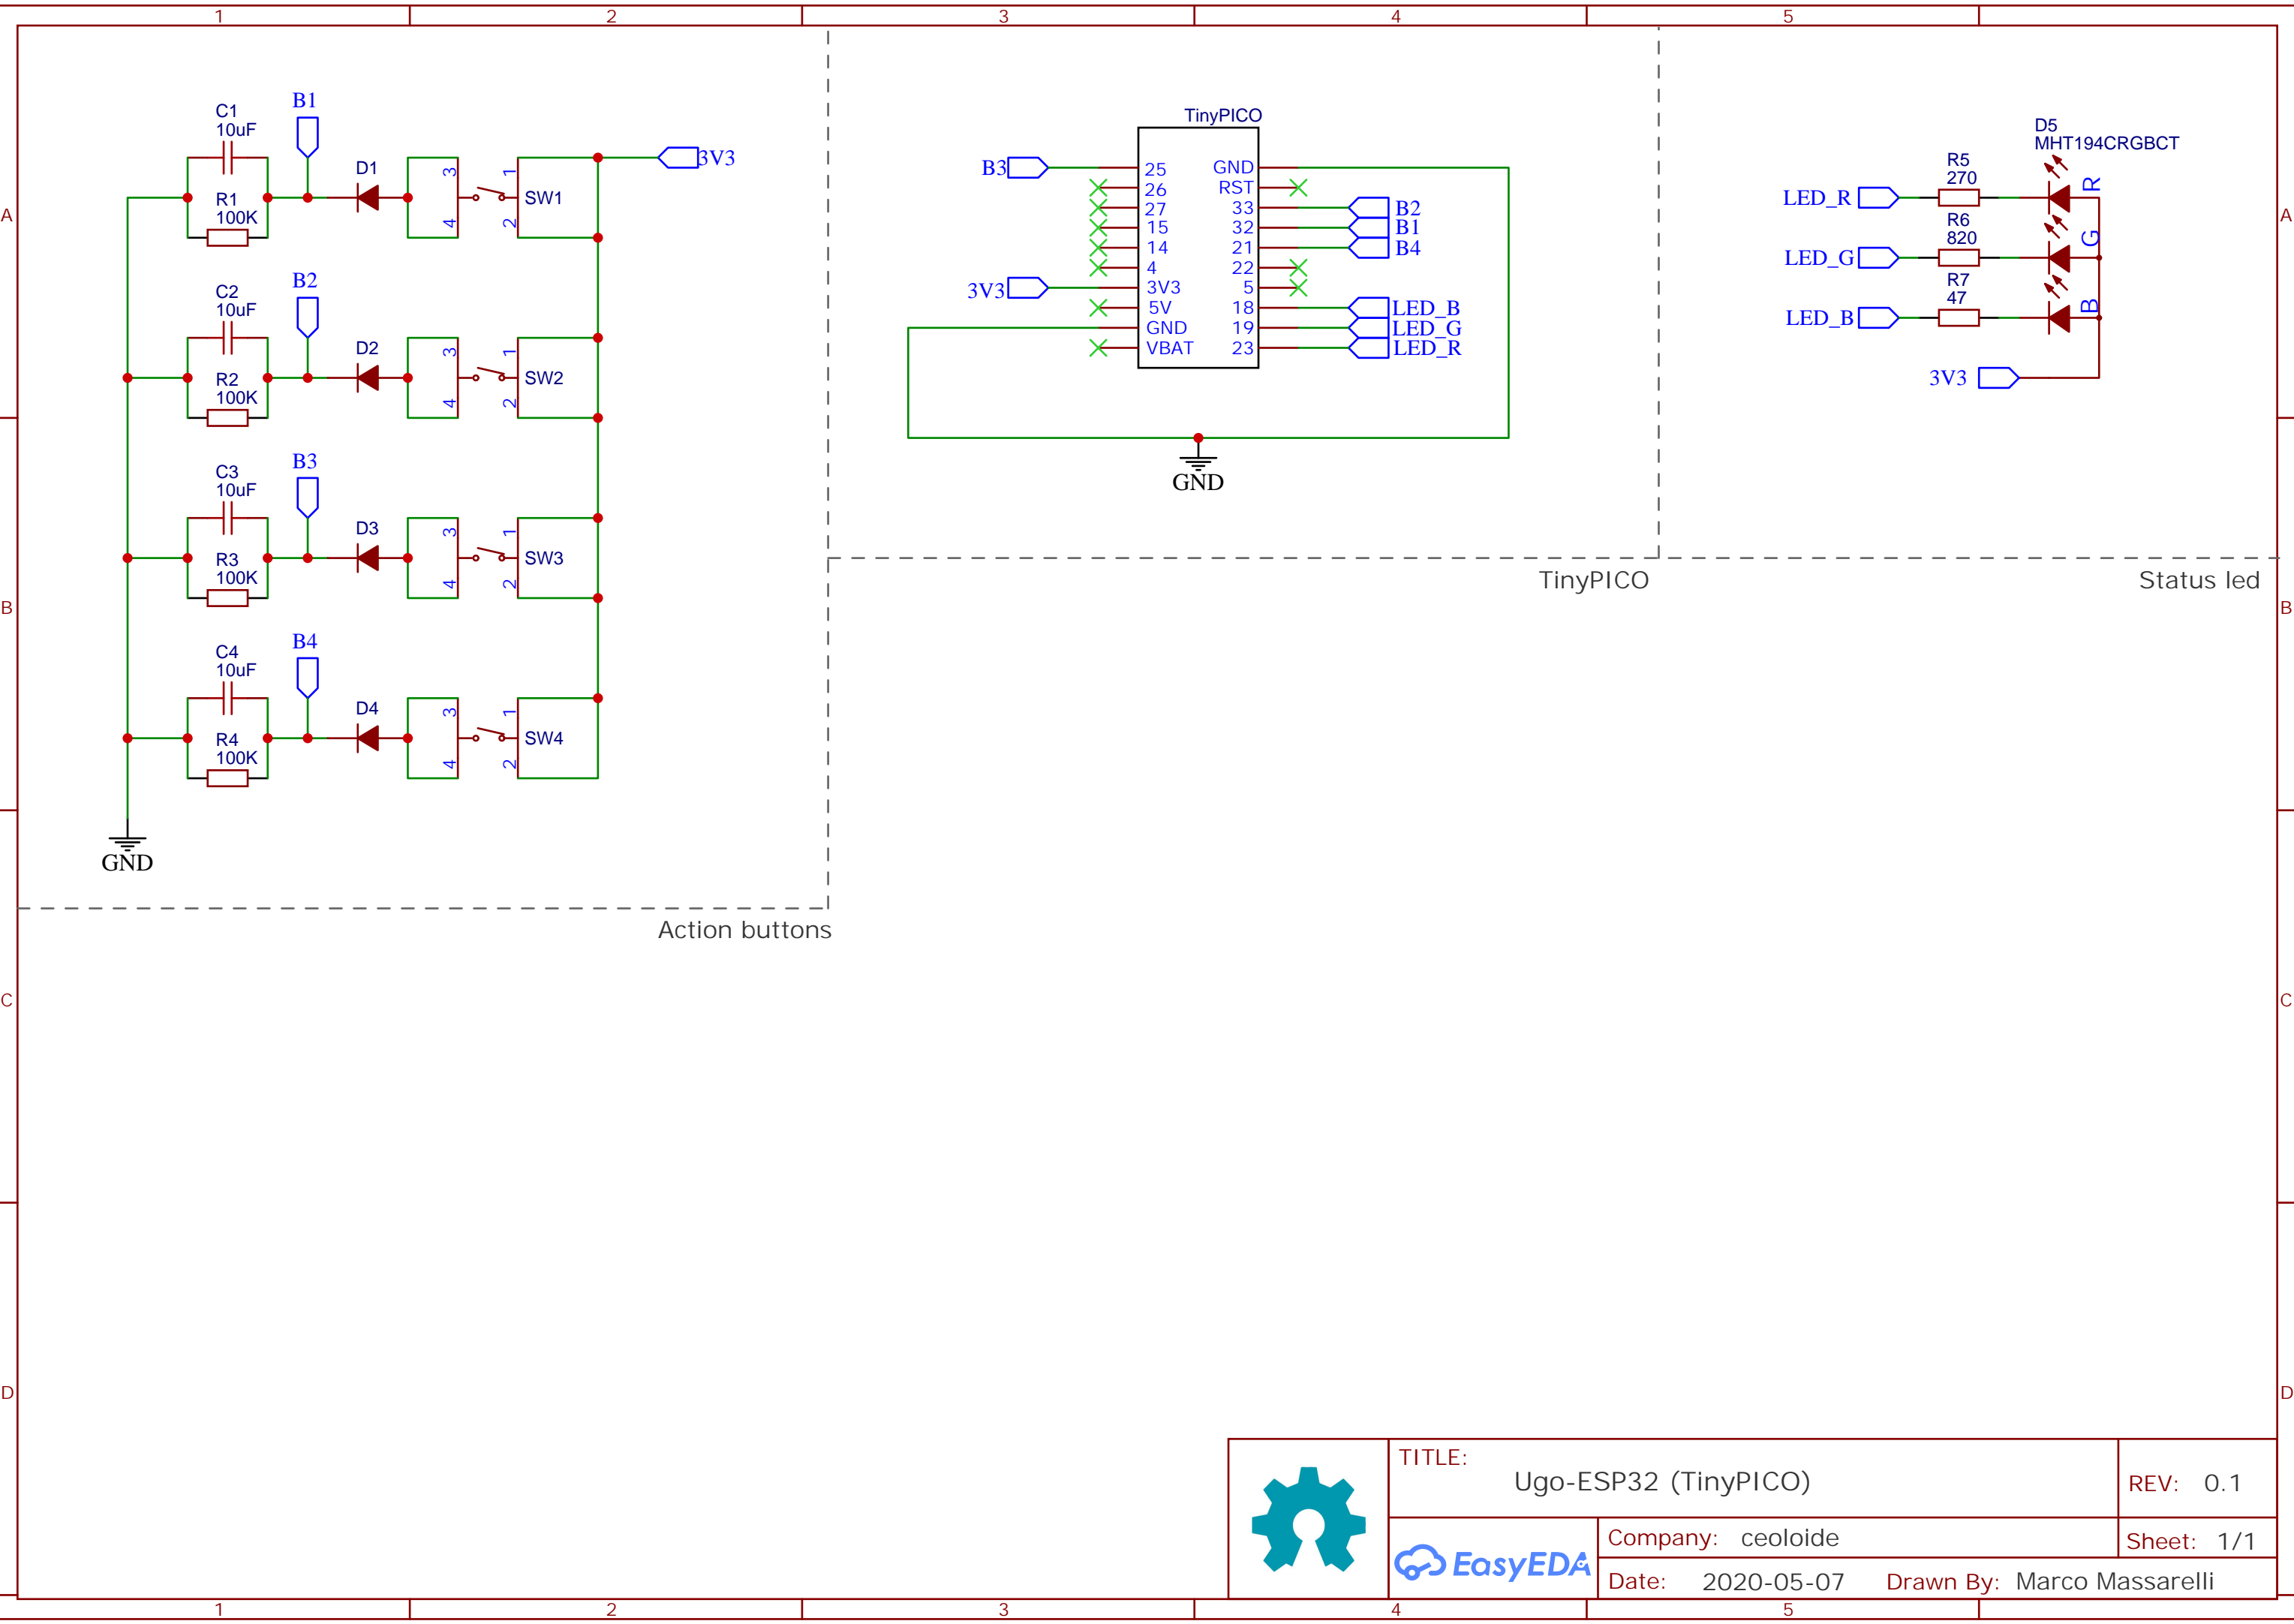 1 2 3 4 5
A
A
B
B
C
C
D
D
1 2 3 4 5
C1
10uF
R1
100K
B1
D1
3
4
1
2
SW1
3V3
C2
10uF
R2
100K
B2
D2
3
4
1
2
SW2
C3
10uF
R3
100K
B3
D3
3
4
1
2
SW3
C4
10uF
R4
100K
B4
D4
3
4
1
2
SW4
GND
Action buttons
TinyPICO
B3 25 GND
26 RST
27 33 B2
15 32 B1
14 21 B4
4 22
3V3 3V3 5
5V 18 LED_B
GND 19 LED_G
VBAT 23 LED_R
GND
TinyPICO
D5
MHT194CRGBCT
LED_R
R5
270
R
LED_G
R6
820
G
LED_B
R7
47
B
3V3
Status led
TITLE:
Ugo-ESP32 (TinyPICO)
REV: 0.1
EasyEDA
Company: ceoloide
Sheet: 1/1
Date: 2020-05-07 Drawn By: Marco Massarelli